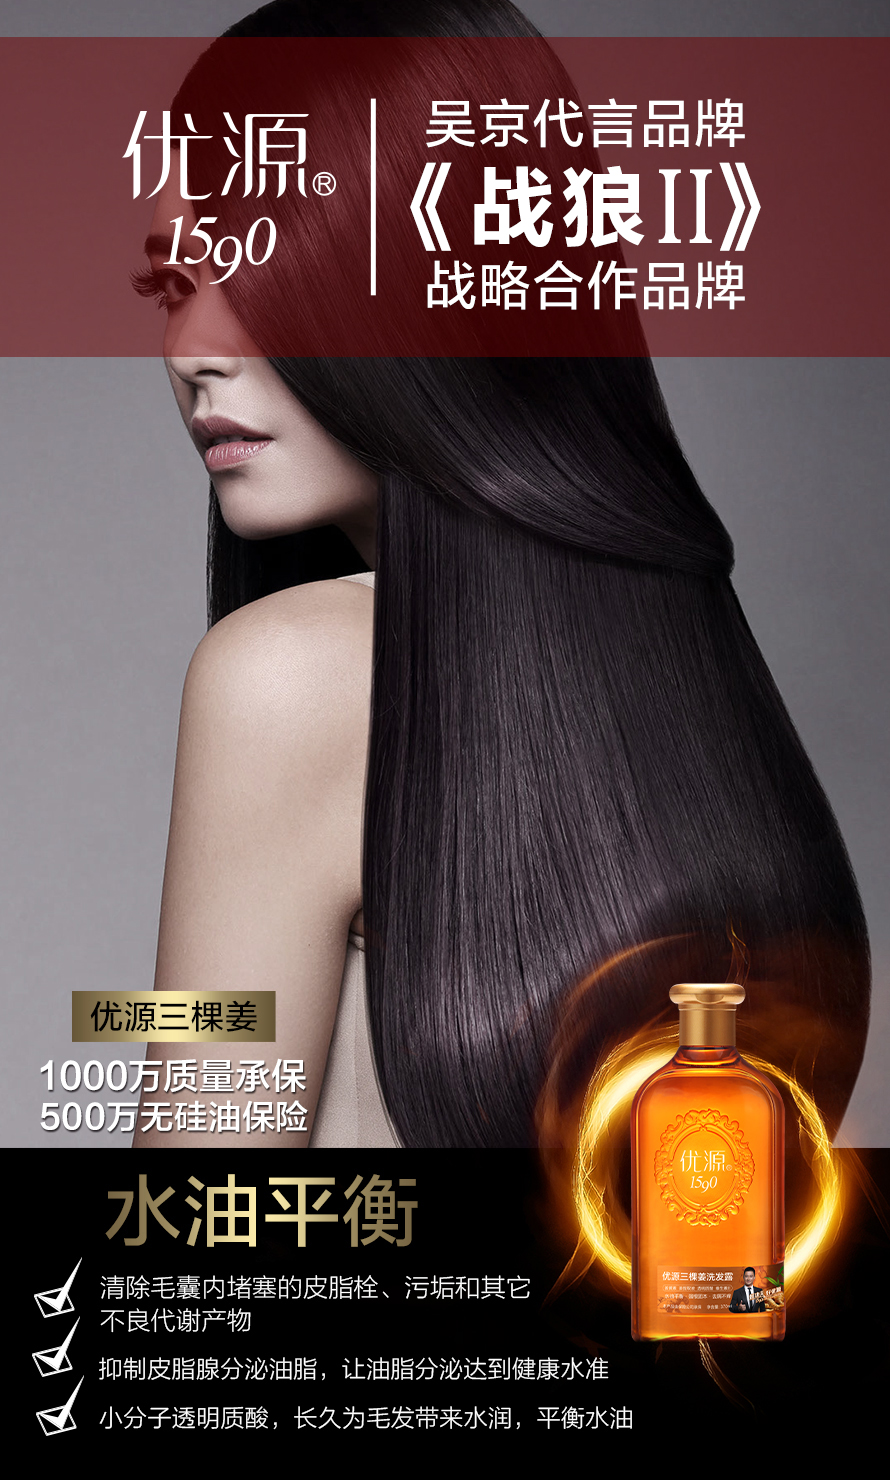 优源®
1590
吴京代言品牌
《战狼II》
战略合作品牌
优源三棵姜
1000万质量承保
500万无硅油保险
水油平衡
清除毛囊内堵塞的皮脂栓、污垢和其它
不良代谢产物
抑制皮脂腺分泌油脂，让油脂分泌达到健康水准
小分子透明质酸，长久为毛发带来水润，平衡水油
优源®
1590
优源三棵姜洗发露